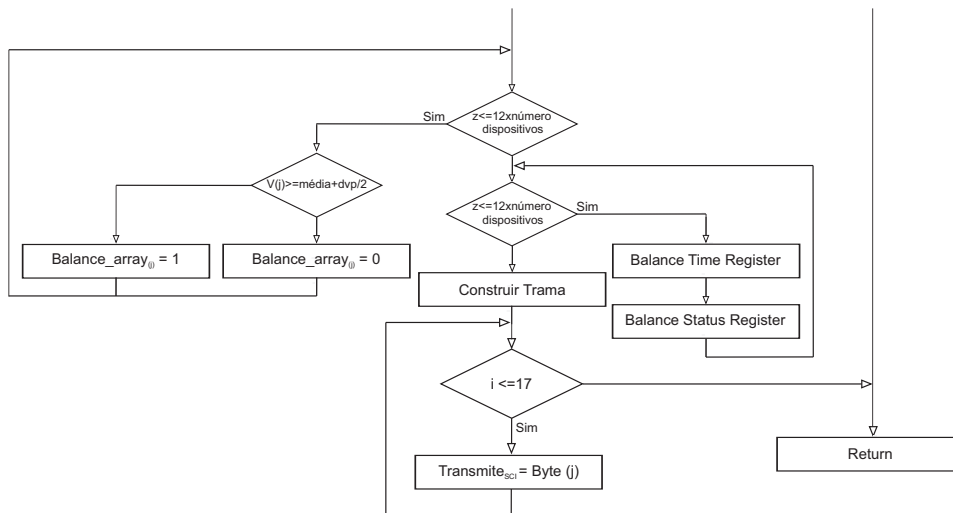 z<=12xnúmero
dispositivos
Sim
V(j)>=média+dvp/2
z<=12xnúmero
dispositivos
Sim
Balance_array(j) = 1
Balance_array(j) = 0
Balance Time Register
Construir Trama
Balance Status Register
i <=17
Sim
Return
TransmiteSCI = Byte (j)